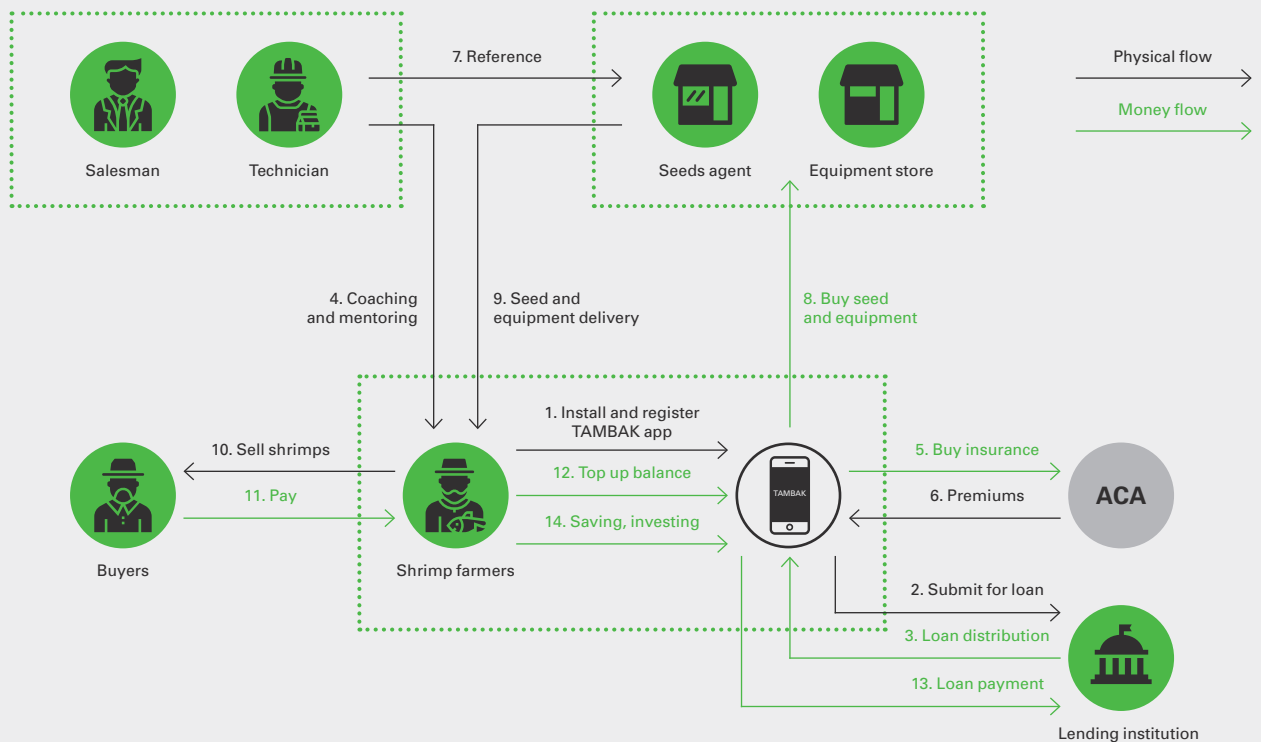 7. Reference
Physical flow
Money flow
Salesman
Technician
Seeds agent
Equipment store
4. Coaching
and mentoring
9. Seed and
equipment delivery
8. Buy seed
and equipment
1. Install and register
TAMBAK app
10. Sell shrimps
12. Top up balance
5. Buy insurance
11. Pay
TAMBAK
6. Premiums
ACA
14. Saving, investing
Buyers
Shrimp farmers
2. Submit for loan
3. Loan distribution
13. Loan payment
Lending institution